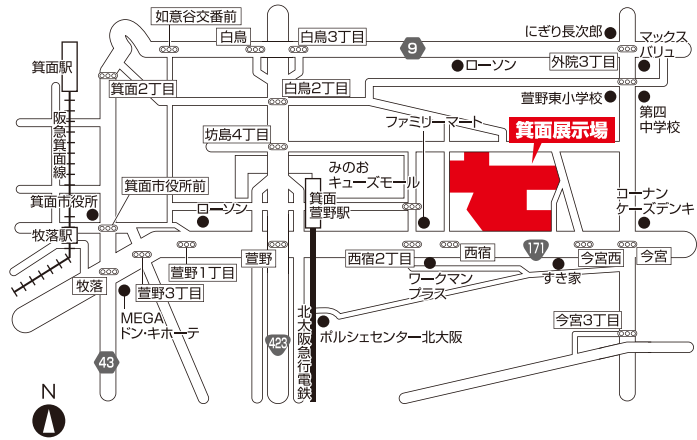 如意谷交番前
白鳥
白鳥3丁目
にぎり長次郎
マックス
バリュ
9
ローソン
外院3丁目
箕面駅
箕面2丁目
白鳥2丁目
萱野東小学校
第四
中学校
阪急箕面線
坊島4丁目
ファミリーマート
箕面展示場
みのお
キューズモール
箕面市役所前
箕面
萱野駅
箕面市役所
ローソン
コーナン
ケーズデンキ
牧落駅
萱野1丁目
萱野
西宿2丁目
西宿
171
今宮西
今宮
牧落
萱野3丁目
ワークマン
プラス
すき家
MEGA
ドン・キホーテ
北大阪急行電鉄
ポルシェセンター北大阪
今宮3丁目
423
43
N